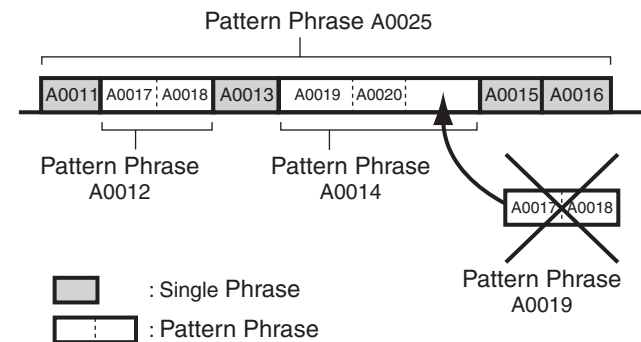 Pattern Phrase A0025
A0011 A0017 A0018 A0013 A0019 A0020 A0015 A0016
Pattern Phrase
A0012
Pattern Phrase
A0014
A0017 A0018
Pattern Phrase
A0019
: Single Phrase
: Pattern Phrase